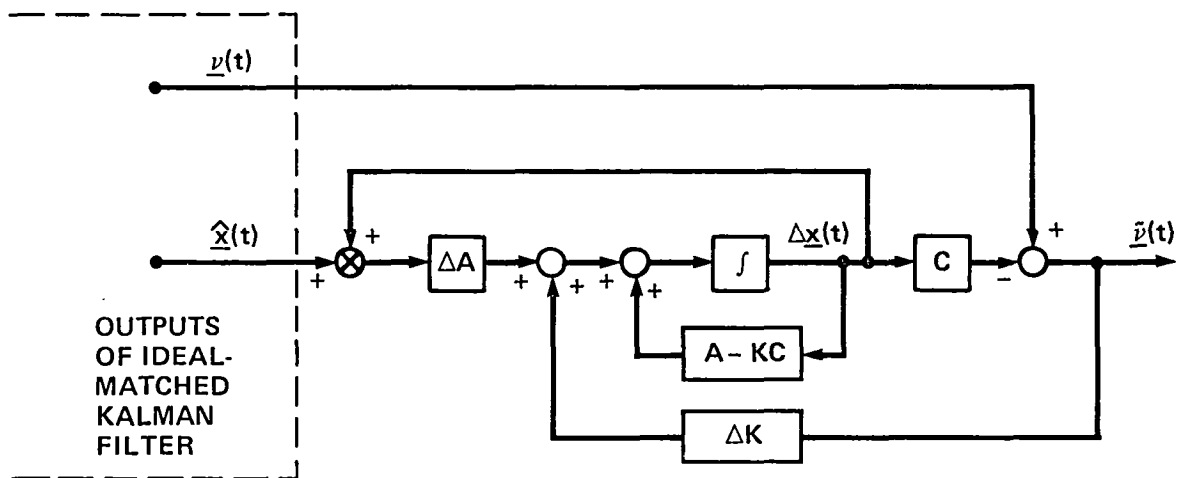 ν(t)
x̂(t)
+
+
ΔA
+
+
+
+
∫
Δx(t)
C
+
−
ν̃(t)
A − KC
ΔK
OUTPUTS
OF IDEAL-
MATCHED
KALMAN
FILTER